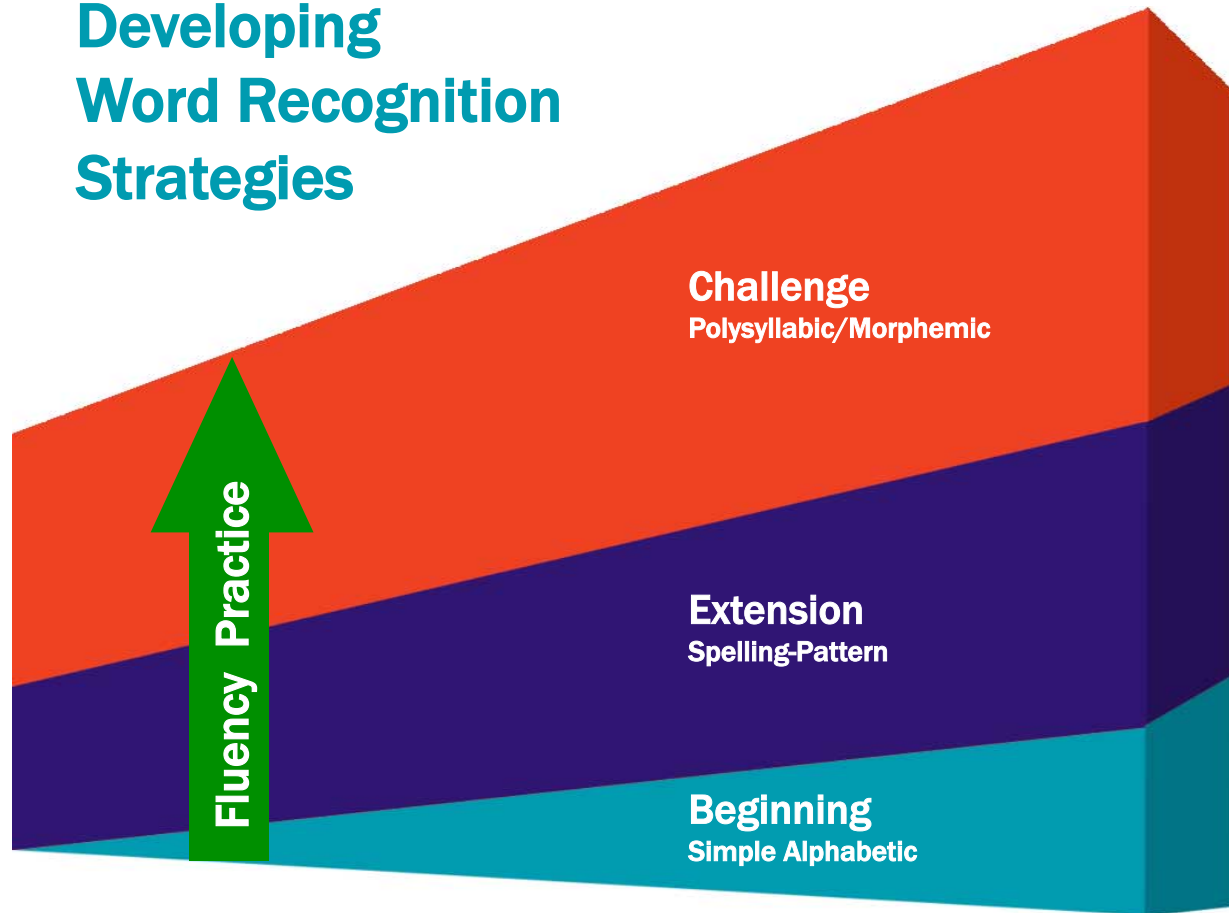 Developing
Word Recognition
Strategies
Challenge
Polysyllabic/Morphemic
Extension
Spelling-Pattern
Beginning
Simple Alphabetic
Fluency Practice